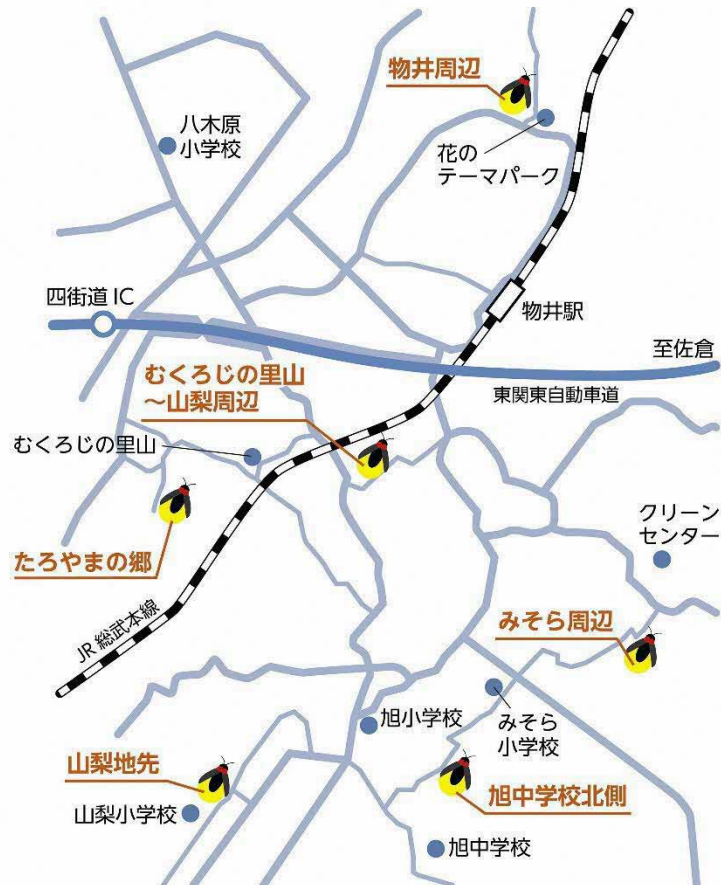 物井周辺
八木原
小学校
花の
テーマパーク
四街道 IC
物井駅
至佐倉
東関東自動車道
むくろじの里山
～山梨周辺
むくろじの里山
クリーン
センター
たろやまの郷
JR 総武本線
みそら周辺
旭小学校
みそら
小学校
山梨地先
山梨小学校
旭中学校北側
旭中学校